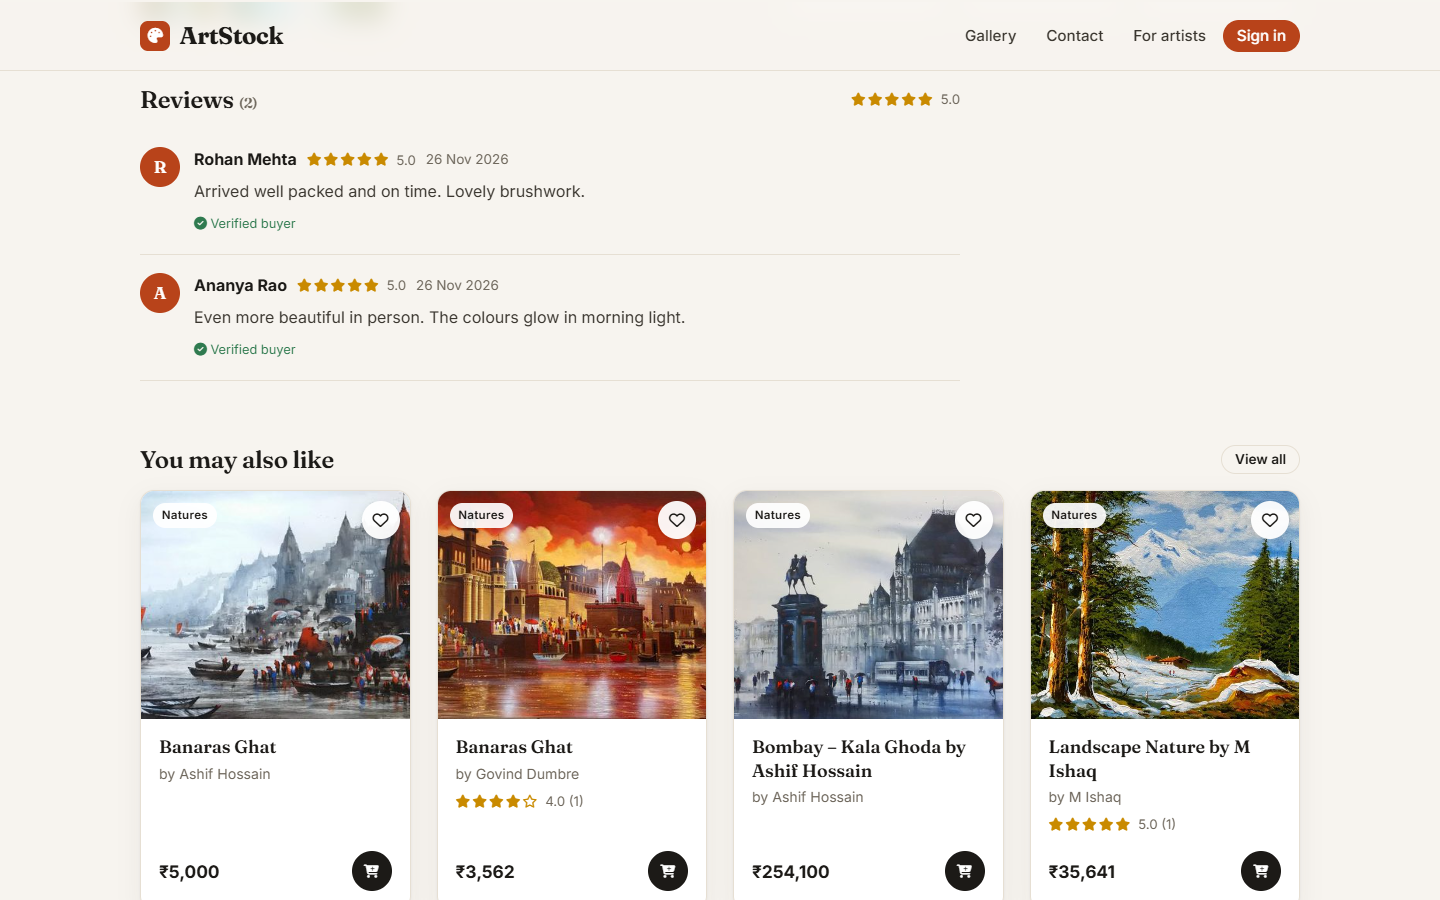 ArtStock
Gallery
Contact
For artists
Sign in
Reviews (2)
5.0
R
Rohan Mehta
5.0
26 Nov 2026
Arrived well packed and on time. Lovely brushwork.
Verified buyer
A
Ananya Rao
5.0
26 Nov 2026
Even more beautiful in person. The colours glow in morning light.
Verified buyer
You may also like
View all
Natures
Natures
Natures
Natures
Banaras Ghat
by Ashif Hossain
₹5,000
Banaras Ghat
by Govind Dumbre
4.0 (1)
₹3,562
Bombay – Kala Ghoda by
Ashif Hossain
by Ashif Hossain
₹254,100
Landscape Nature by M
Ishaq
by M Ishaq
5.0 (1)
₹35,641